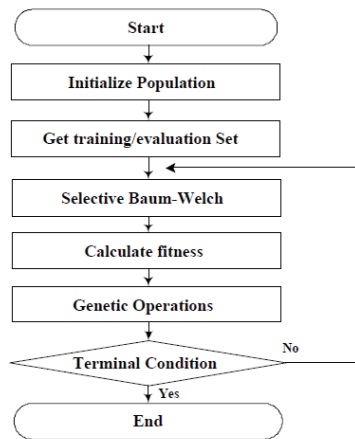 Start
Initialize Population
Get training/evaluation Set
Selective Baum-Welch
Calculate fitness
Genetic Operations
Terminal Condition
No
Yes
End